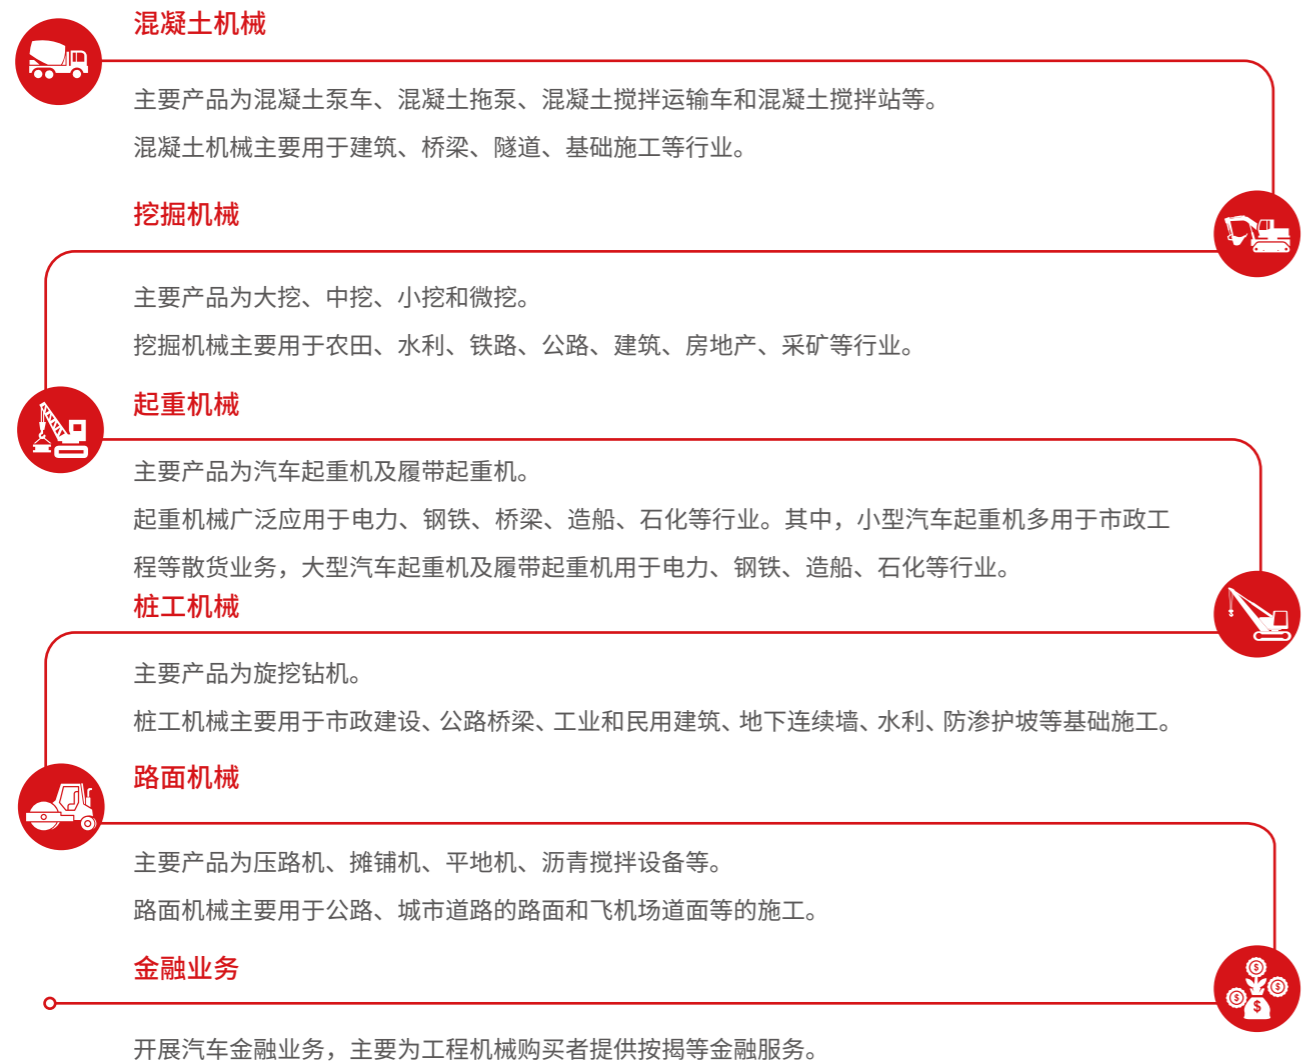 混凝土机械
主要产品为混凝土泵车、混凝土拖泵、混凝土搅拌运输车和混凝土搅拌站等。
混凝土机械主要用于建筑、桥梁、隧道、基础施工等行业。
挖掘机械
主要产品为大挖、中挖、小挖和微挖。
挖掘机械主要用于农田、水利、铁路、公路、建筑、房地产、采矿等行业。
起重机械
主要产品为汽车起重机及履带起重机。
起重机械广泛应用于电力、钢铁、桥梁、造船、石化等行业。其中，小型汽车起重机多用于市政工
程等散货业务，大型汽车起重机及履带起重机用于电力、钢铁、造船、石化等行业。
桩工机械
主要产品为旋挖钻机。
桩工机械主要用于市政建设、公路桥梁、工业和民用建筑、地下连续墙、水利、防渗护坡等基础施工。
路面机械
主要产品为压路机、摊铺机、平地机、沥青搅拌设备等。
路面机械主要用于公路、城市道路的路面和飞机场道面等的施工。
金融业务
开展汽车金融业务，主要为工程机械购买者提供按揭等金融服务。